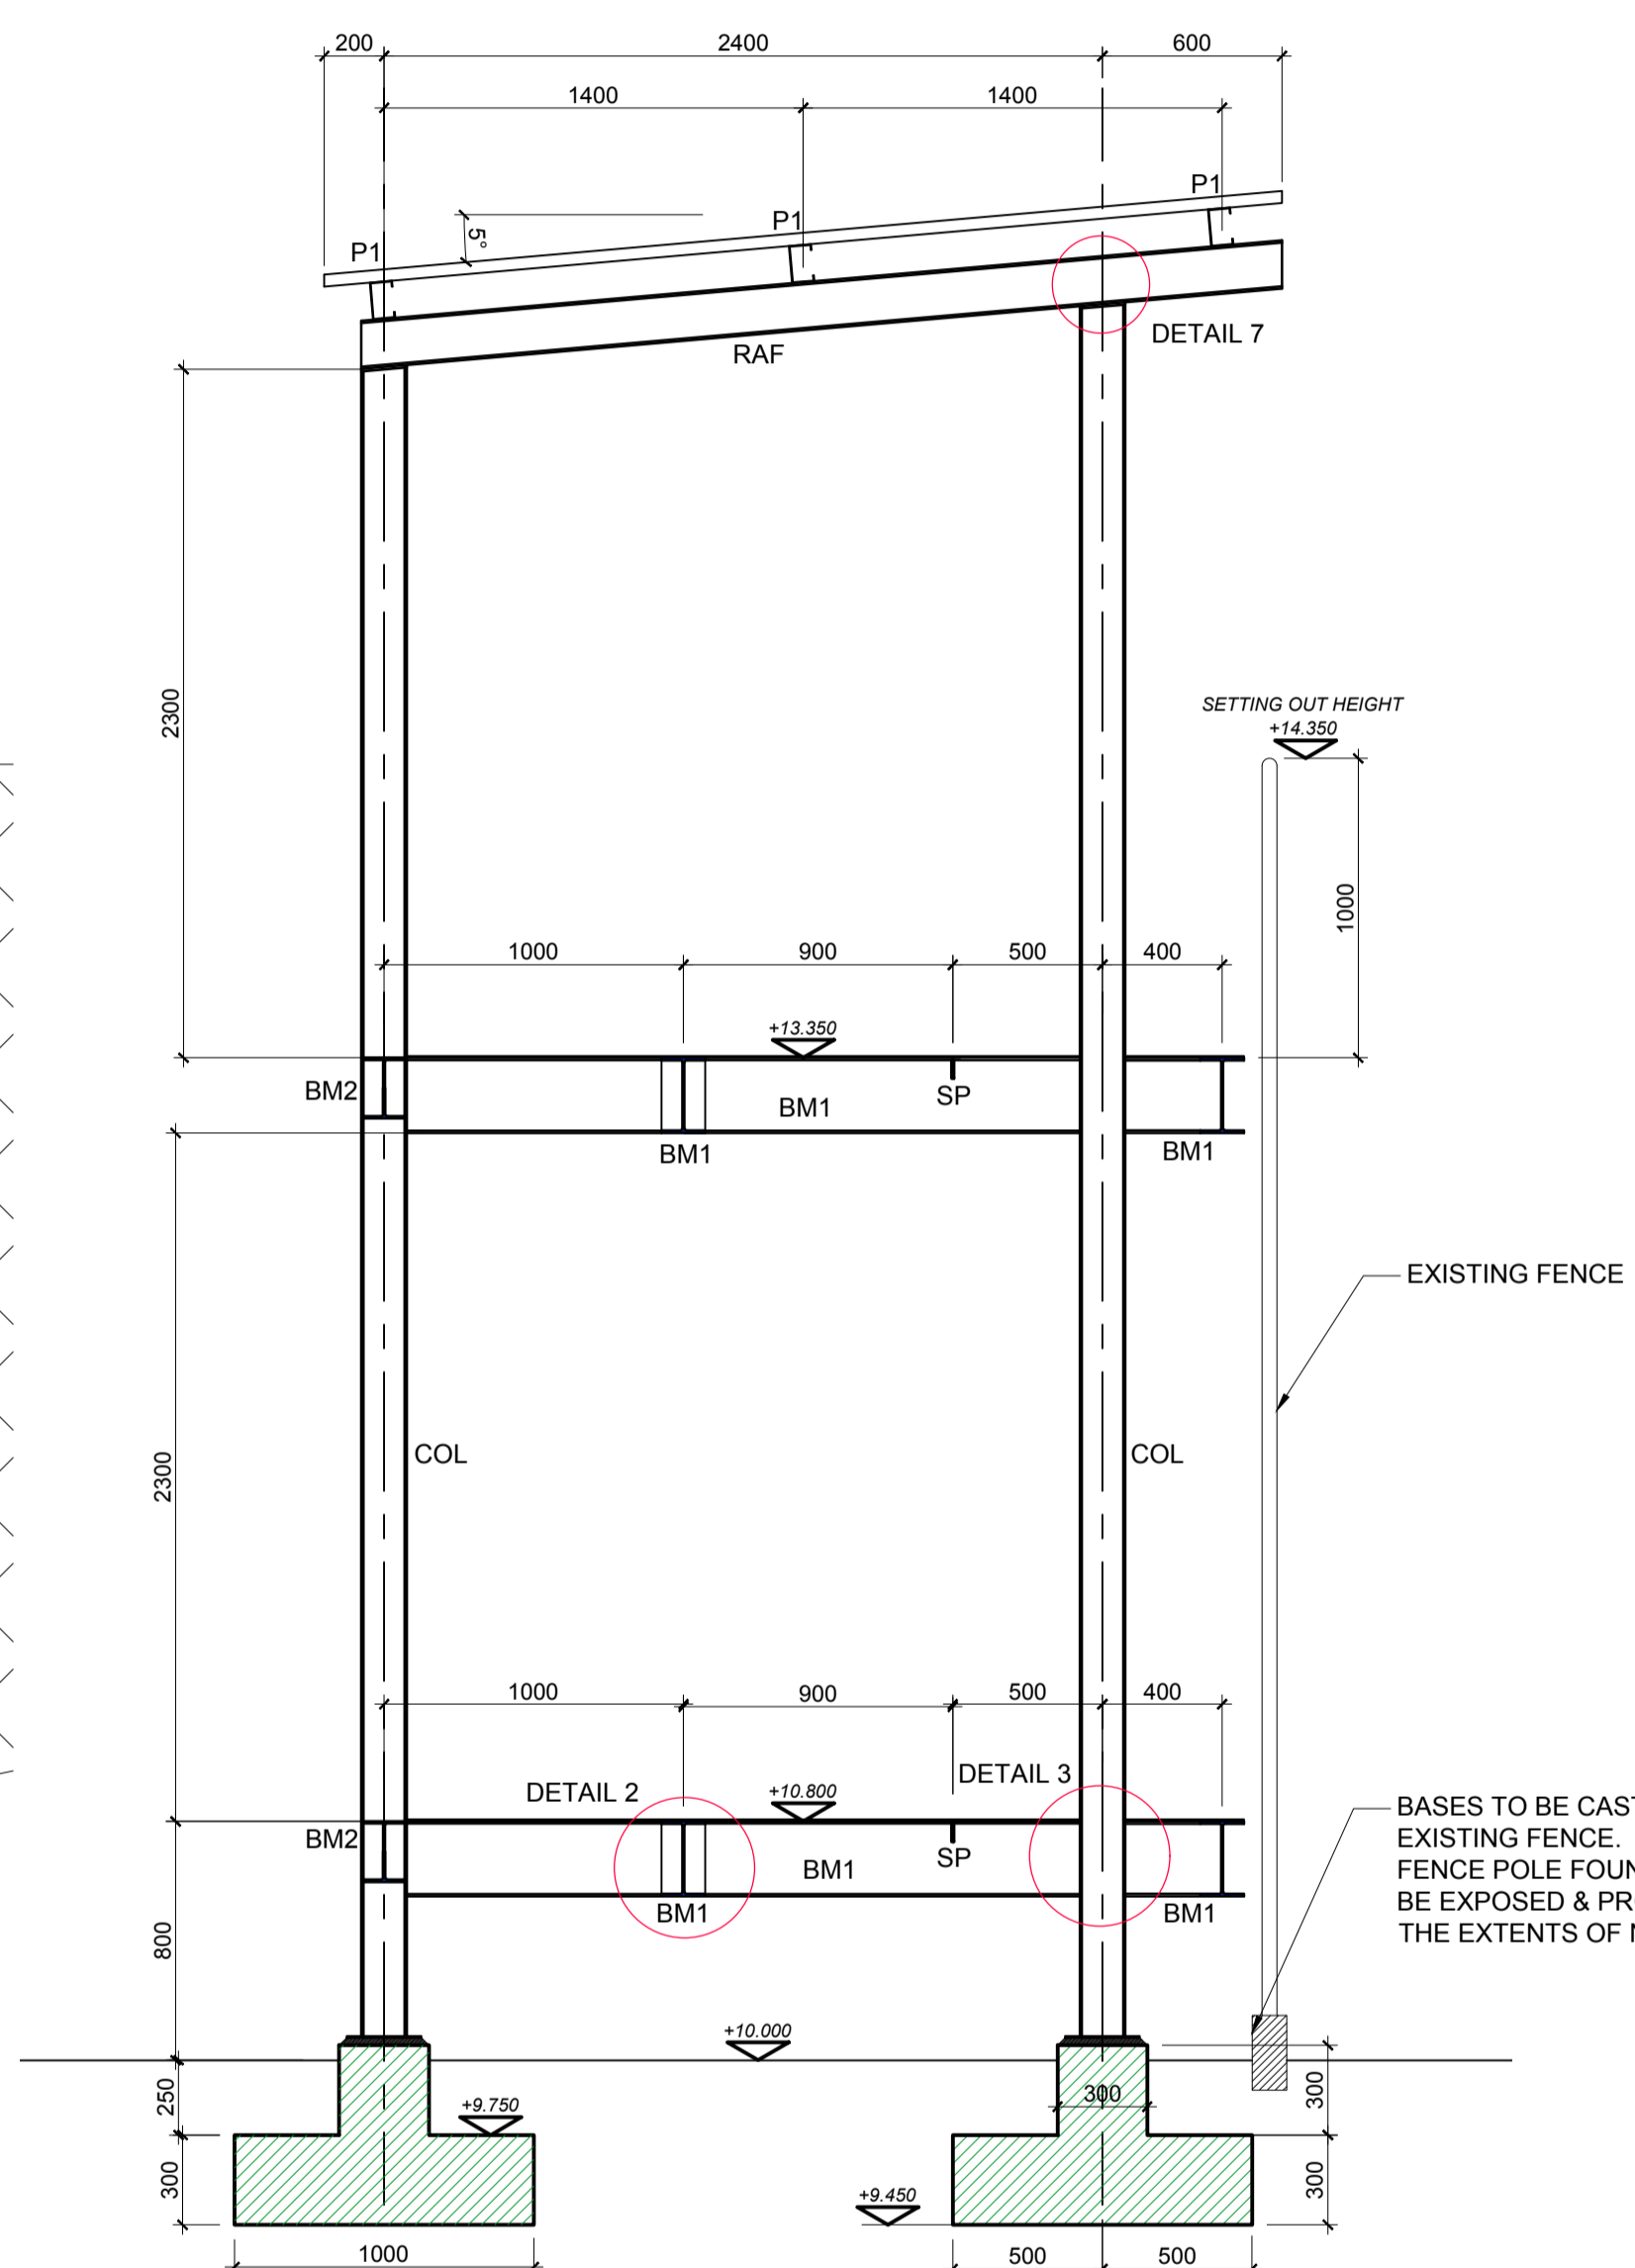 200 2400 600
1400 1400
P1
P1
P1
5°
DETAIL 7
RAF
2300
SETTING OUT HEIGHT
+14.350
1000
1000 900 500 400
+13.350
BM2 SP
BM1
BM1 BM1
EXISTING FENCE
COL COL
2300
1000 900 500 400
DETAIL 2 +10.800 DETAIL 3
BASES TO BE CAST
EXISTING FENCE.
FENCE POLE FOUN
BE EXPOSED & PR
THE EXTENTS OF
BM2 BM1 SP
BM1 BM1
800
+10.000
250 +9.750 300 300
300 +9.450 300
1000 500 500